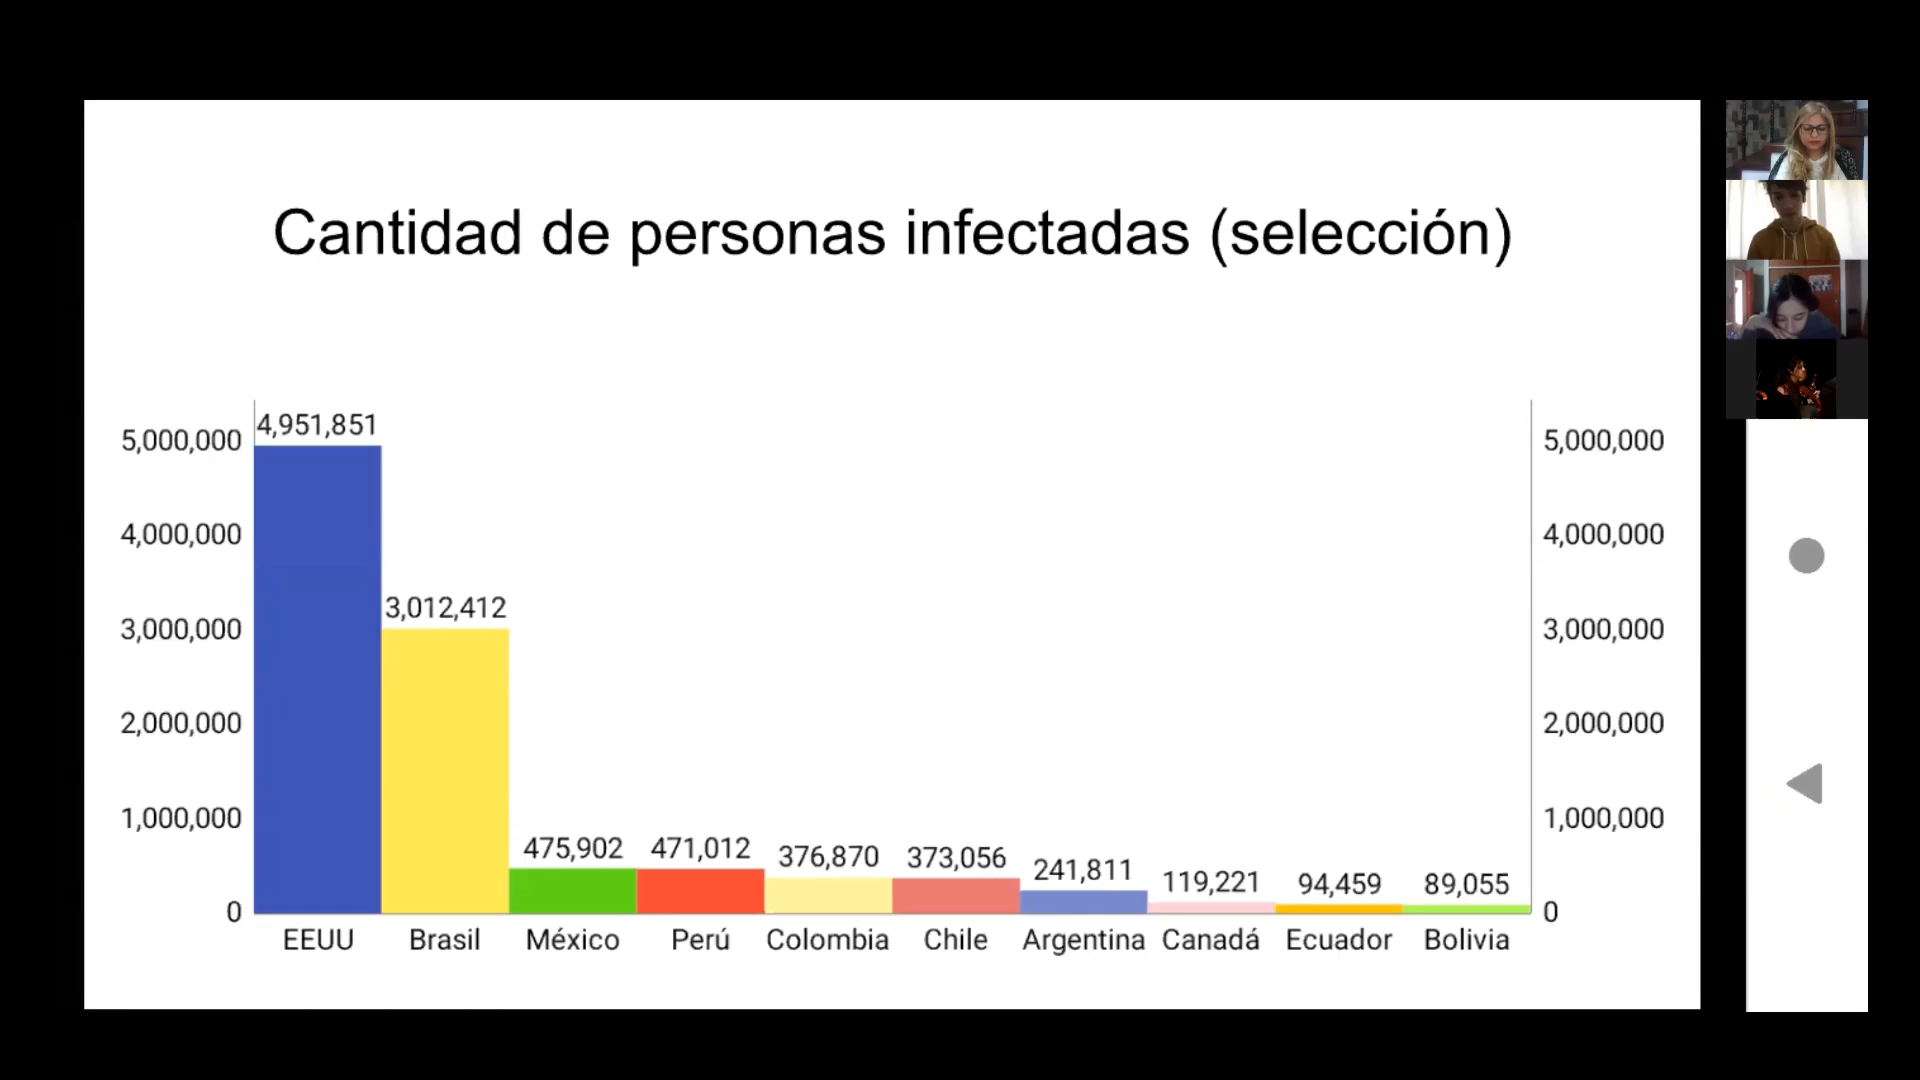 Cantidad de personas infectadas (selección)
5,000,000
4,000,000
3,000,000
2,000,000
1,000,000
0
4,951,851
3,012,412
475,902
471,012
376,870
373,056
241,811
119,221
94,459
89,055
EEUU
Brasil
México
Perú
Colombia
Chile
Argentina
Canadá
Ecuador
Bolivia
5,000,000
4,000,000
3,000,000
2,000,000
1,000,000
0